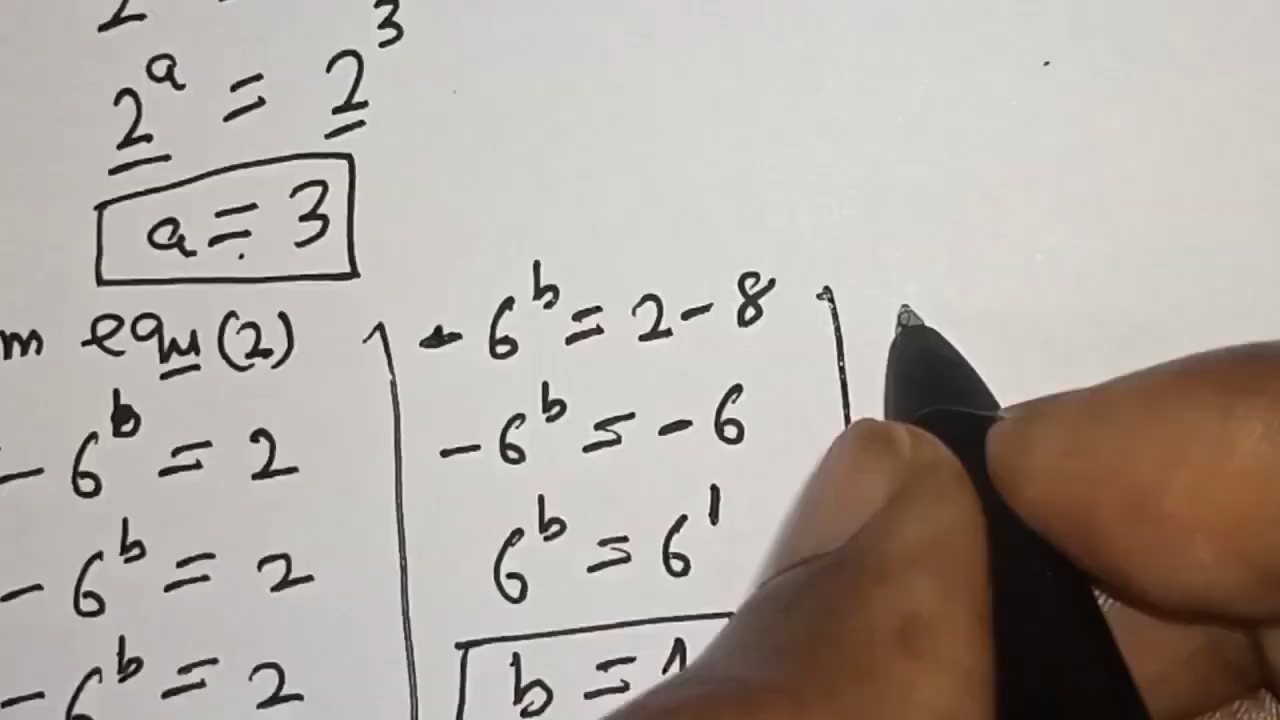 2^a = 2^3
a = 3
m equ (2)
- 6^b = 2
- 6^b = 2
- 6^b = 2
- 6^b = 2 - 8
- 6^b = - 6
6^b = 6^1
b = 1